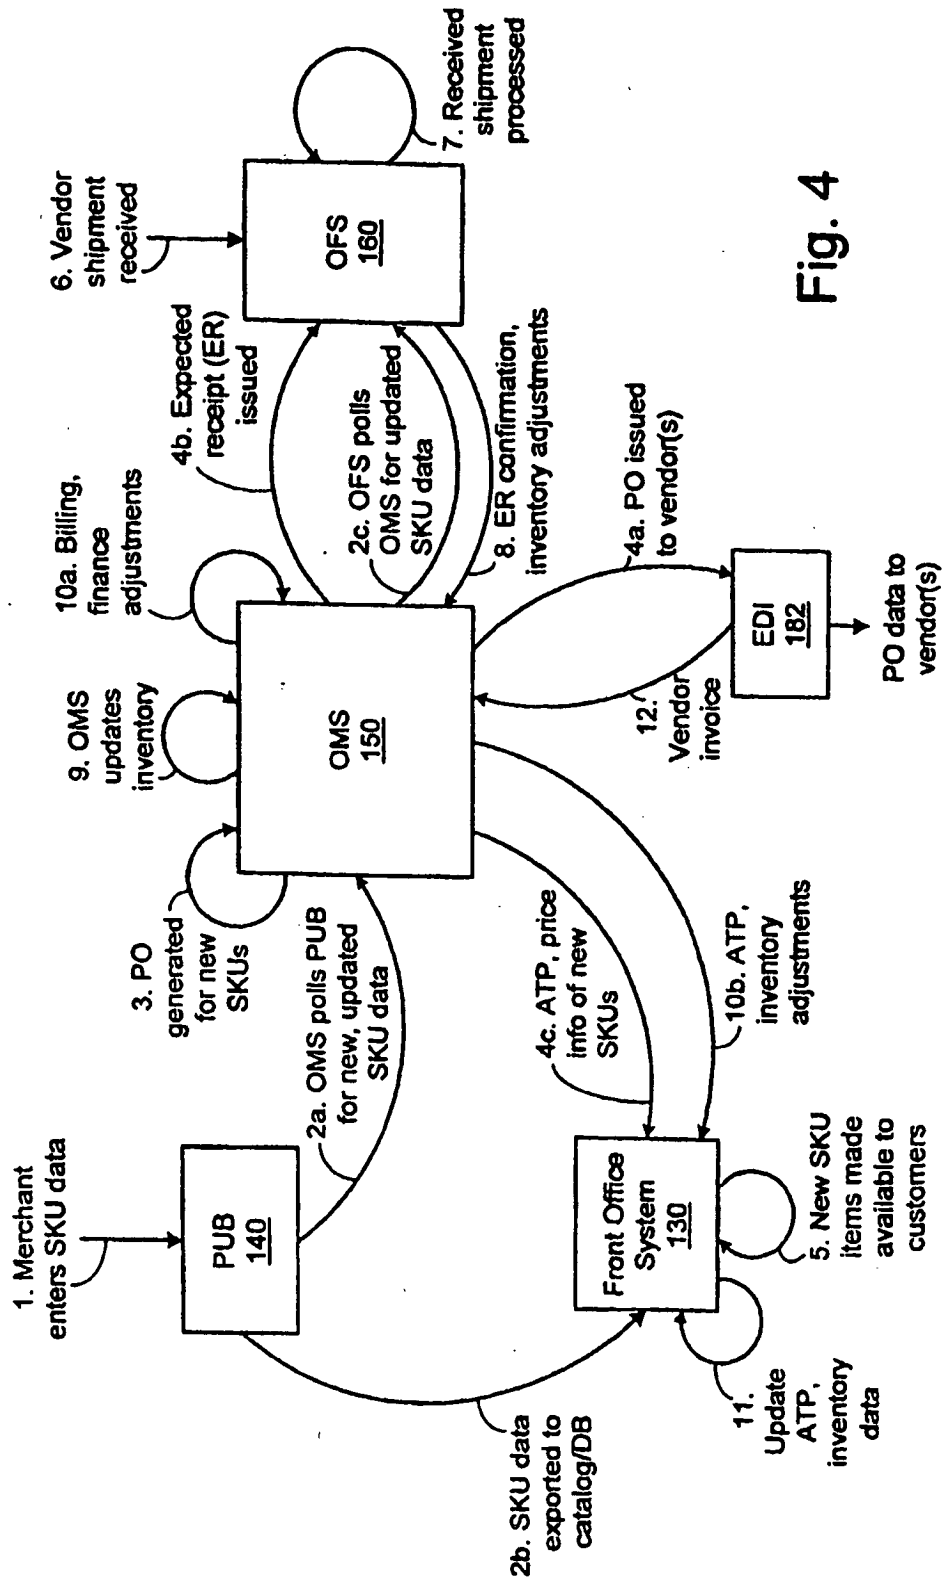 1. Merchant
enters SKU data
PUB
140
2a. OMS polls PUB
for new, updated
SKU data
2b. SKU data
exported to
catalog/DB
3. PO
generated
for new
SKUs
9. OMS
updates
inventory
10a. Billing,
finance
adjustments
OMS
150
4b. Expected
receipt (ER)
issued
2c. OFS polls
OMS for updated
SKU data
8. ER confirmation,
inventory adjustments
6. Vendor
shipment
received
OFS
160
7. Received
shipment
processed
4a. PO issued
to vendor(s)
12.
Vendor
invoice
EDI
182
PO data to
vendor(s)
4c. ATP, price
info of new
SKUs
10b. ATP,
inventory
adjustments
Front Office
System
130
5. New SKU
items made
available to
customers
11.
Update
ATP,
inventory
data
Fig. 4